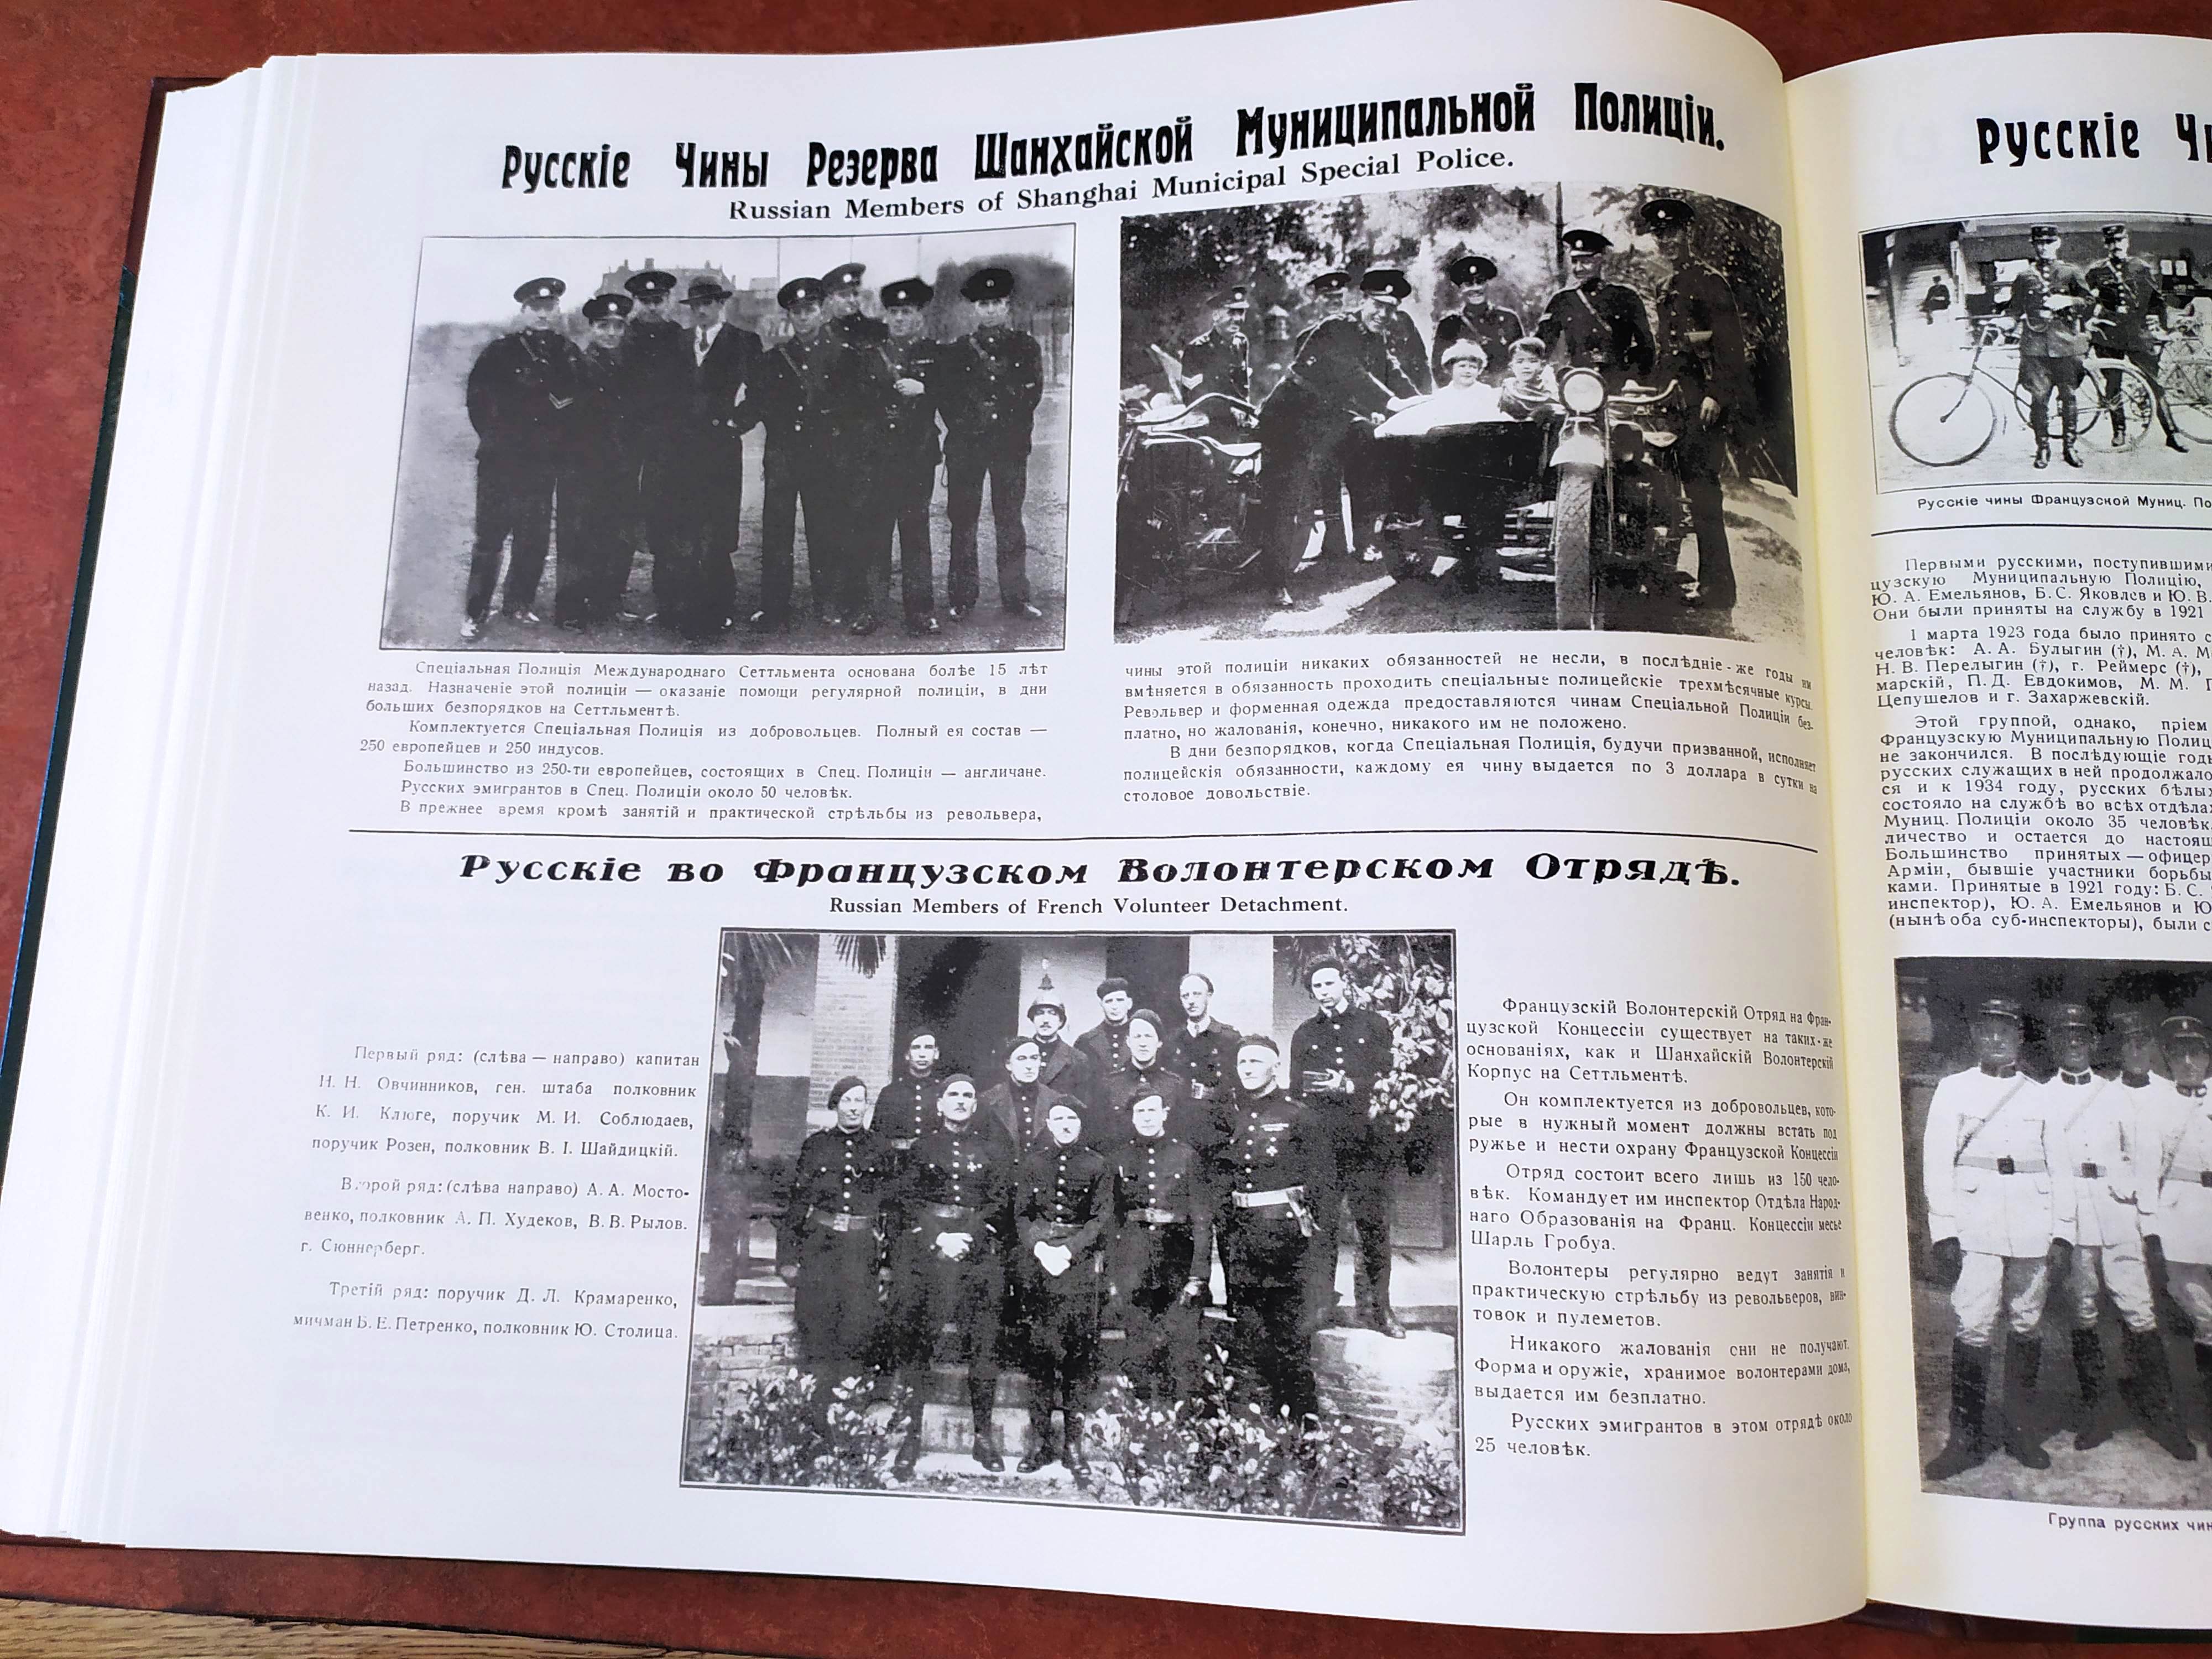 Русскіе Чины Резерва Шанхайской Муниципальной Полиціи.
Russian Members of Shanghai Municipal Special Police.
Спеціальная Полиція Международнаго Сеттльмента основана болѣе 15 лѣт
назад. Назначеніе этой полиціи — оказаніе помощи регулярной полиціи, в дни
больших безпорядков на Сеттльментѣ.
Комплектуется Спеціальная Полиція из добровольцев. Полный ея состав —
250 европейцев и 250 индусов.
Большинство из 250-ти европейцев, состоящих в Спец. Полиціи — англичане.
Русских эмигрантов в Спец. Полиціи около 50 человѣк.
В прежнее время кромѣ занятій и практической стрѣльбы из револьвера,
чины этой полиціи никаких обязанностей не несли, в послѣдніе-же годы им
вмѣняется в обязанность проходить спеціальные полицейскіе трехмѣсячные курсы.
Револьвер и форменная одежда предоставляются чинам Спеціальной Полиціи без-
платно, но жалованія, конечно, никакого им не положено.
В дни безпорядков, когда Спеціальная Полиція, будучи призванной, исполняет
полицейскія обязанности, каждому ея чину выдается по 3 доллара в сутки на
столовое довольствіе.
Русскіе во Французском Волонтерском Отрядѣ.
Russian Members of French Volunteer Detachment.
Первый ряд: (слѣва — направо) капитан
Н. Н. Овчинников, ген. штаба полковник
К. И. Клюге, поручик М. И. Соблюдаев,
поручик Розен, полковник В. І. Шайдицкій.
Второй ряд: (слѣва направо) А. А. Мосто-
венко, полковник А. П. Худеков, В. В. Рылов.
г. Сюннерберг.
Третій ряд: поручик Д. Л. Крамаренко,
мичман Б. Е. Петренко, полковник Ю. Столица.
Французскій Волонтерскій Отряд на Фран-
цузской Концессіи существует на таких-же
основаніях, как и Шанхайскій Волонтерскій
Корпус на Сеттльментѣ.
Он комплектуется из добровольцев, кото-
рые в нужный момент должны встать под
ружье и нести охрану Французской Концессіи
Отряд состоит всего лишь из 150 чело-
вѣк. Командует им инспектор Отдѣла Народ-
наго Образованія на Франц. Концессіи месье
Шарль Гробуа.
Волонтеры регулярно ведут занятія и
практическую стрѣльбу из револьверов, вин-
товок и пулеметов.
Никакого жалованія сни не получают.
Форма и оружіе, хранимое волонтерами дома,
выдается им безплатно.
Русских эмигрантов в этом отрядѣ около
25 человѣк.
Русскіе Чи
Русскіе чины Французской Муниц. По
Первыми русскими, поступившими
цузскую Муниципальную Полицію,
Ю. А. Емельянов, Б. С. Яковлев и Ю. В.
Они были приняты на службу в 1921
1 марта 1923 года было принято с
человѣк: А. А. Булыгин (†), М. А. М
Н. В. Перелыгин (†), г. Реймерс (†),
марскій, П. Д. Евдокимов, М. М.
Цепушелов и г. Захаржевскій.
Этой группой, однако, пріем
Французскую Муниципальную Полиц
не закончился. В послѣдующіе год
русских служащих в ней продолжало
ся и к 1934 году, русских бѣлых
состояло на службѣ во всѣх отдѣла
Муниц. Полиціи около 35 человѣк
личество и остается до настоящ
Большинство принятых — офицер
Арміи, бывшіе участники борьбы
ками. Принятые в 1921 году: Б. С.
инспектор), Ю. А. Емельянов и Ю
(нынѣ оба суб-инспекторы), были с
Группа русских чин